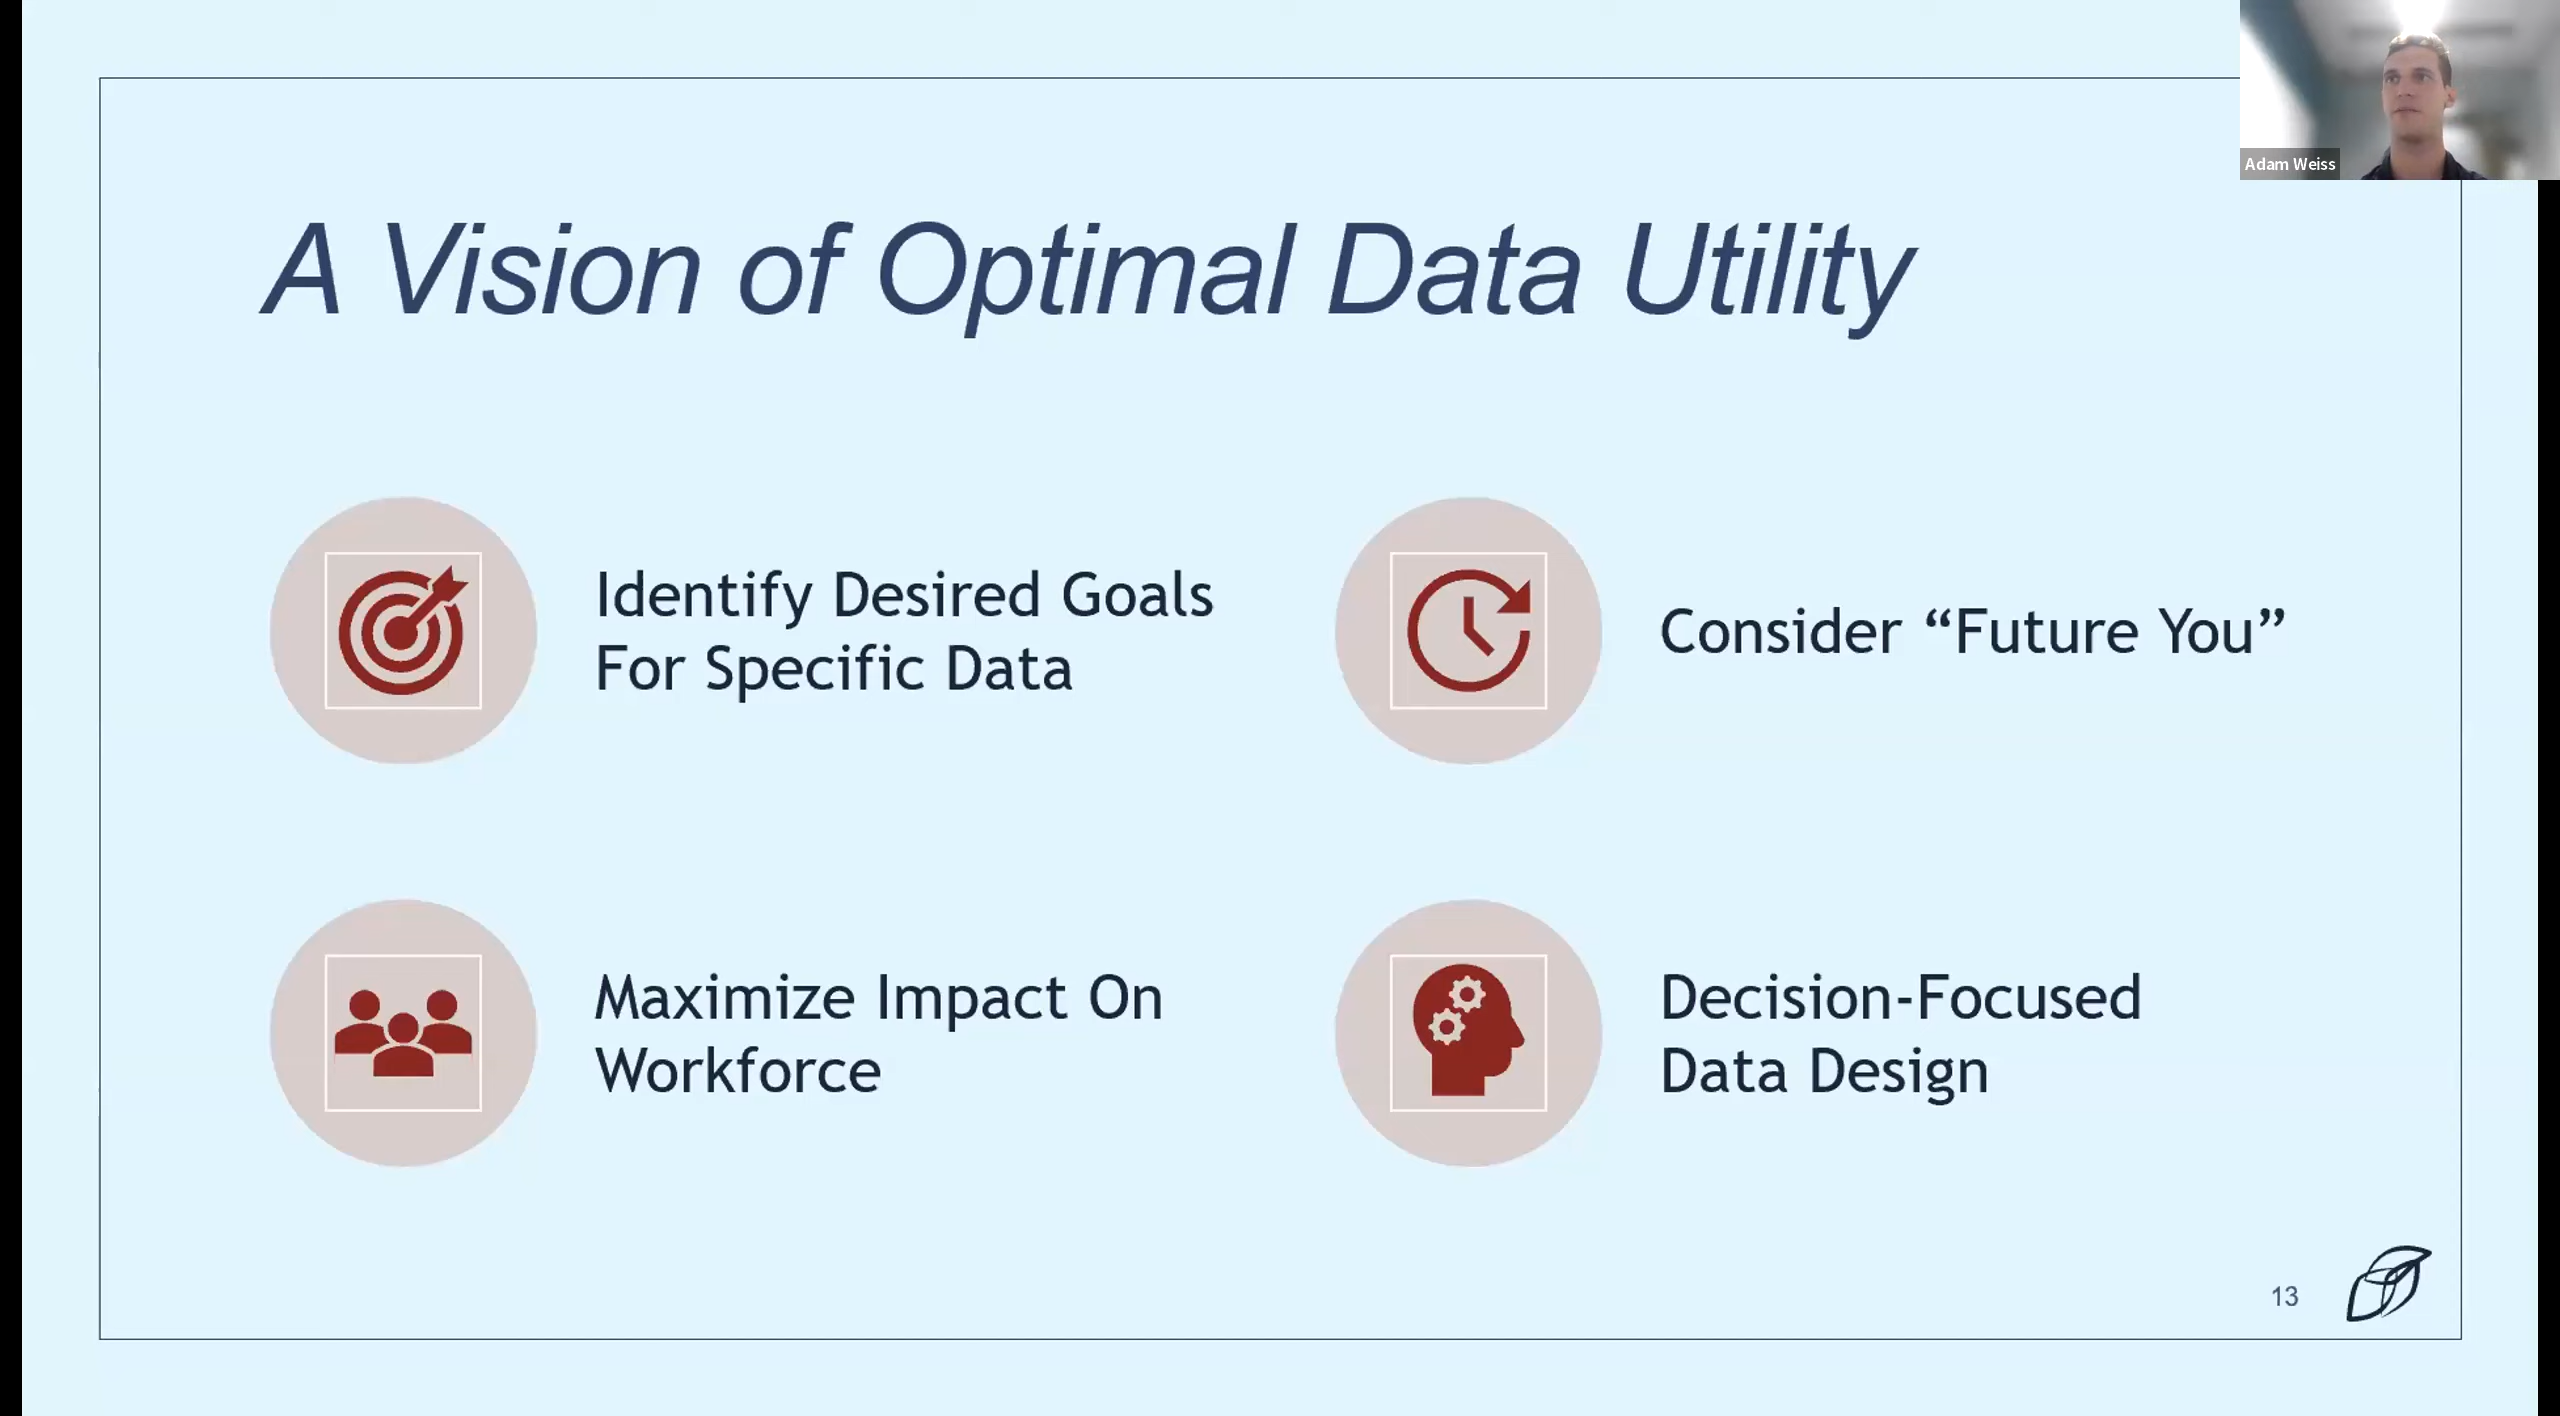 Adam Weiss
A Vision of Optimal Data Utility
Identify Desired Goals
For Specific Data
Consider “Future You”
Maximize Impact On
Workforce
Decision-Focused
Data Design
13